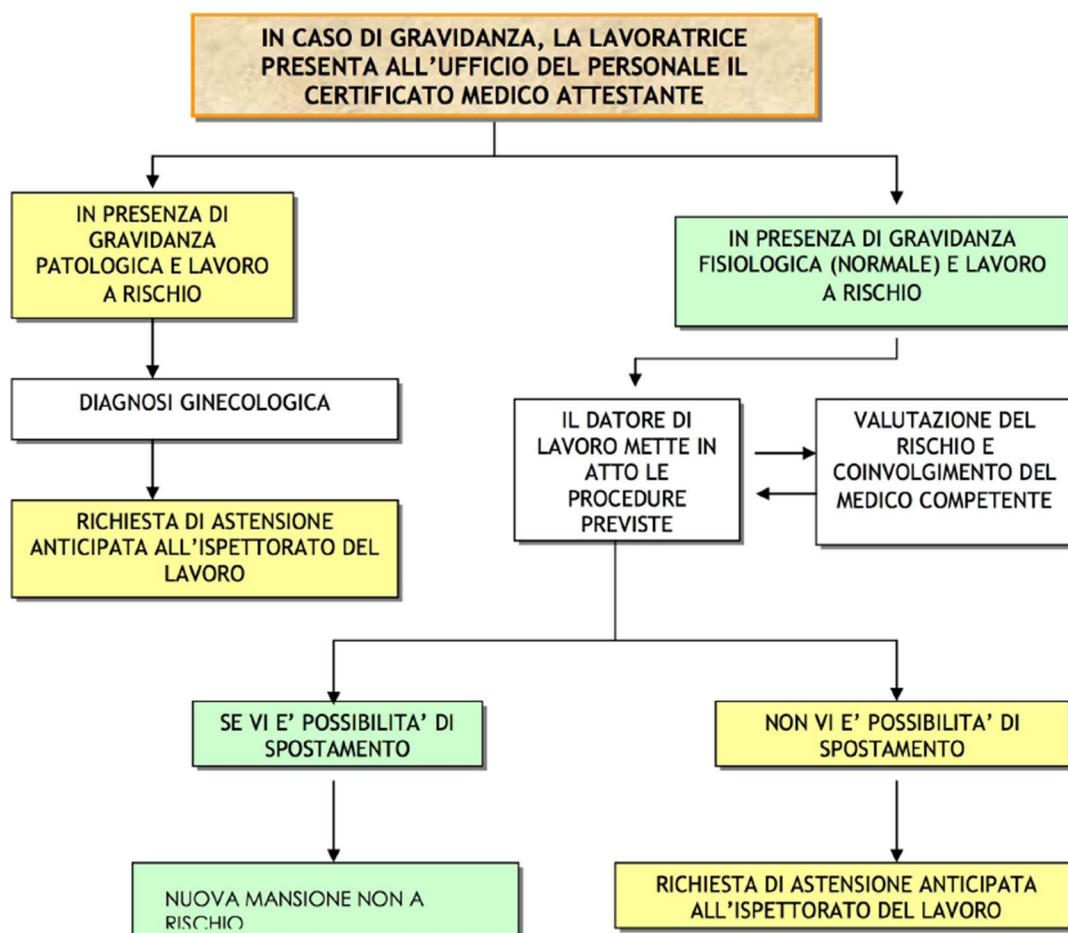 IN CASO DI GRAVIDANZA, LA LAVORATRICE
PRESENTA ALL'UFFICIO DEL PERSONALE IL
CERTIFICATO MEDICO ATTESTANTE
IN PRESENZA DI
GRAVIDANZA
PATOLOGICA E LAVORO
A RISCHIO
IN PRESENZA DI GRAVIDANZA
FISIOLOGICA (NORMALE) E LAVORO
A RISCHIO
DIAGNOSI GINECOLOGICA
IL DATORE DI
LAVORO METTE IN
ATTO LE
PROCEDURE
PREVISTE
VALUTAZIONE DEL
RISCHIO E
COINVOLGIMENTO DEL
MEDICO COMPETENTE
RICHIESTA DI ASTENSIONE
ANTICIPATA ALL'ISPETTORATO DEL
LAVORO
SE VI E' POSSIBILITA' DI
SPOSTAMENTO
NON VI E' POSSIBILITA' DI
SPOSTAMENTO
NUOVA MANSIONE NON A
RISCHIO
RICHIESTA DI ASTENSIONE ANTICIPATA
ALL'ISPETTORATO DEL LAVORO